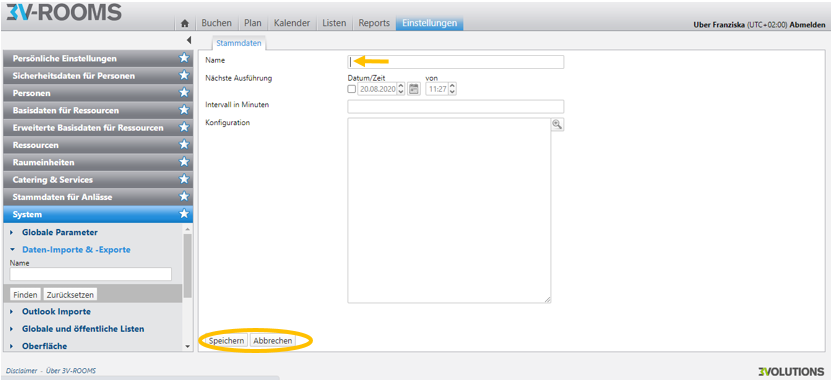 3V-ROOMS
Buchen Plan Kalender Listen Reports Einstellungen
Uber Franziska (UTC+02:00) Abmelden
Persönliche Einstellungen
Sicherheitsdaten für Personen
Personen
Basisdaten für Ressourcen
Erweiterte Basisdaten für Ressourcen
Ressourcen
Raumeinheiten
Catering & Services
Stammdaten für Anlässe
System
Globale Parameter
Daten-Importe & -Exporte
Name
Finden Zurücksetzen
Outlook Importe
Globale und öffentliche Listen
Oberfläche
Stammdaten
Name
Nächste Ausführung Datum/Zeit von
20.08.2020 11:27
Intervall in Minuten
Konfiguration
Speichern Abbrechen
Disclaimer - Über 3V-ROOMS
3VOLUTIONS